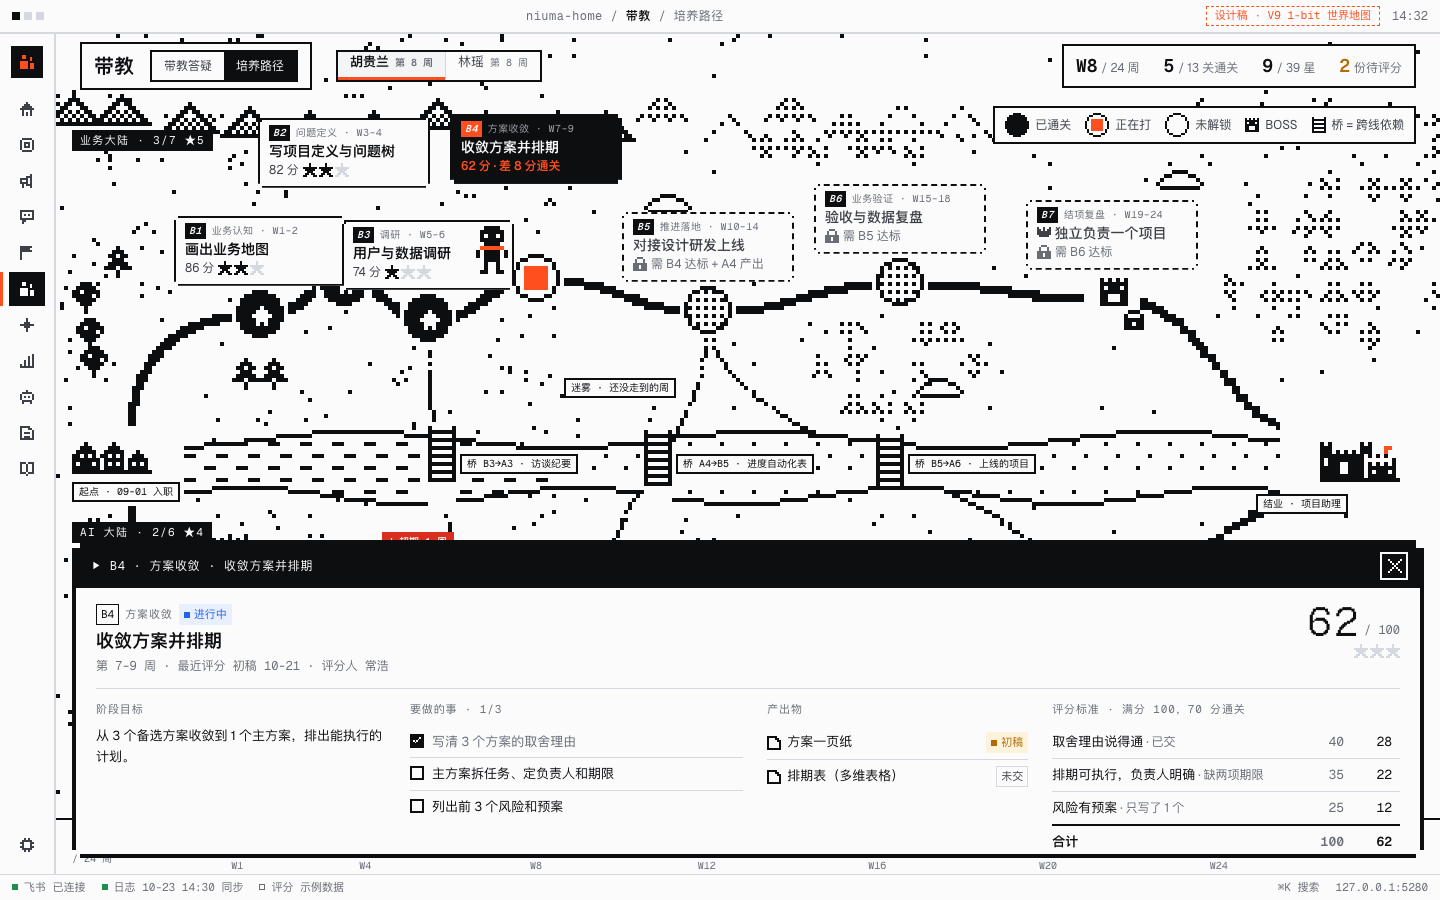 niuma-home / 带教 / 培养路径
设计稿 · V9 1-bit 世界地图
14:32
带教
带教答疑
培养路径
胡贵兰 第 8 周
林瑶 第 8 周
W8 / 24 周
5 / 13 关通关
9 / 39 星
2 份待评分
已通关
正在打
未解锁
BOSS
桥 = 跨线依赖
业务大陆 · 3/7 ★5
B2 问题定义 · W3-4
写项目定义与问题树
82 分 ★★★
B4 方案收敛 · W7-9
收敛方案并排期
62 分 · 差 8 分通关
B1 业务认知 · W1-2
画出业务地图
86 分 ★★★
B3 调研 · W5-6
用户与数据调研
74 分 ★★★
B5 推进落地 · W10-14
对接设计研发上线
需 B4 达标 + A4 产出
B6 业务验证 · W15-18
验收与数据复盘
需 B5 达标
B7 结项复盘 · W19-24
独立负责一个项目
需 B6 达标
迷雾 · 还没走到的周
桥 B3→A3 · 访谈纪要
桥 A4→B5 · 进度自动化表
桥 B5→A6 · 上线的项目
起点 · 09-01 入职
结业 · 项目助理
AI 大陆 · 2/6 ★4
B4 · 方案收敛 · 收敛方案并排期
B4 方案收敛 进行中
收敛方案并排期
第 7-9 周 · 最近评分 初稿 10-21 · 评分人 常浩
62 / 100
★★★
阶段目标
从 3 个备选方案收敛到 1 个主方案，排出能执行的
计划。
要做的事 · 1/3
写清 3 个方案的取舍理由
主方案拆任务、定负责人和期限
列出前 3 个风险和预案
产出物
方案一页纸 初稿
排期表（多维表格） 未交
评分标准 · 满分 100，70 分通关
取舍理由说得通 · 已交 40 28
排期可执行，负责人明确 · 缺两项期限 35 22
风险有预案 · 只写了 1 个 25 12
合计 100 62
/ 24 周
W1 W4 W8 W12 W16 W20 W24
飞书 已连接
日志 10-23 14:30 同步
评分 示例数据
⌘K 搜索
127.0.0.1:5280